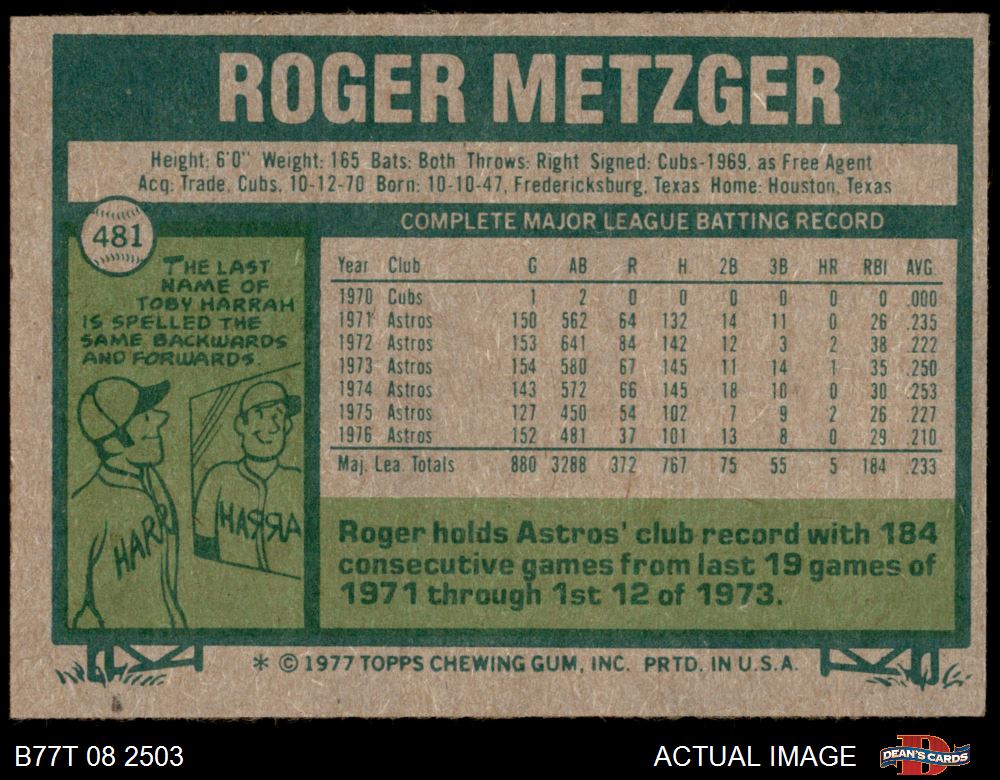 ROGER METZGER
Height: 6'0" Weight: 165 Bats: Both Throws: Right Signed: Cubs-1969, as Free Agent
Acq: Trade, Cubs, 10-12-70 Born: 10-10-47, Fredericksburg, Texas Home: Houston, Texas
481
THE LAST
NAME OF
TOBY HARRAH
IS SPELLED THE
SAME BACKWARDS
AND FORWARDS.
HARR
HARRA
COMPLETE MAJOR LEAGUE BATTING RECORD
Year Club G AB R H 2B 3B HR RBI AVG.
1970 Cubs 1 2 0 0 0 0 0 0 .000
1971 Astros 150 562 64 132 14 11 0 26 .235
1972 Astros 153 641 84 142 12 3 2 38 .222
1973 Astros 154 580 67 145 11 14 1 35 .250
1974 Astros 143 572 66 145 18 10 0 30 .253
1975 Astros 127 450 54 102 7 9 2 26 .227
1976 Astros 152 481 37 101 13 8 0 29 .210
Maj. Lea. Totals 880 3288 372 767 75 55 5 184 .233
Roger holds Astros' club record with 184
consecutive games from last 19 games of
1971 through 1st 12 of 1973.
* © 1977 TOPPS CHEWING GUM, INC. PRTD. IN U.S.A.
B77T 08 2503
ACTUAL IMAGE
DEAN'S CARDS